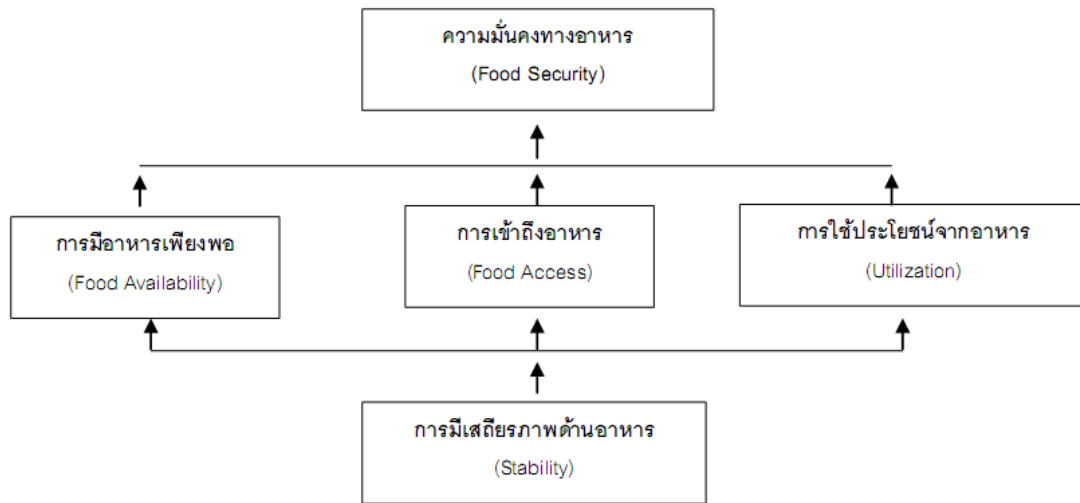 ความมั่นคงทางอาหาร
(Food Security)
การมีอาหารเพียงพอ
(Food Availability)
การเข้าถึงอาหาร
(Food Access)
การใช้ประโยชน์จากอาหาร
(Utilization)
การมีเสถียรภาพด้านอาหาร
(Stability)